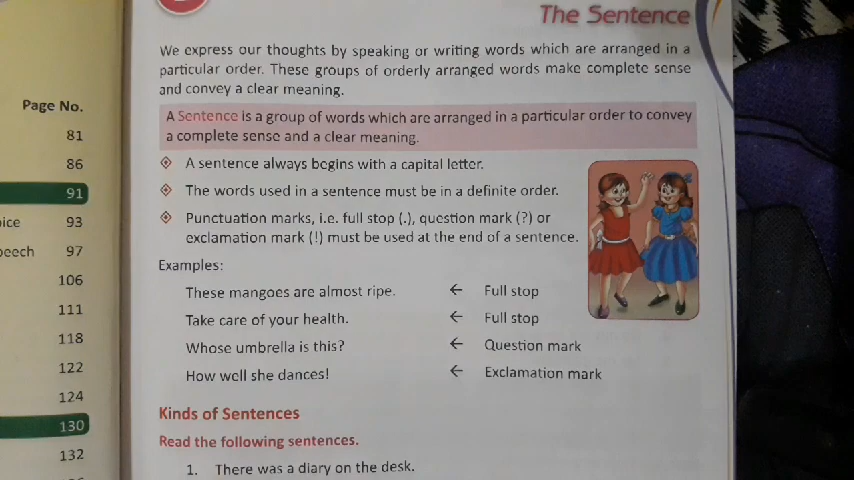 Page No.
81
86
91
93
97
106
111
118
122
124
130
132
The Sentence
We express our thoughts by speaking or writing words which are arranged in a
particular order. These groups of orderly arranged words make complete sense
and convey a clear meaning.
A Sentence is a group of words which are arranged in a particular order to convey
a complete sense and a clear meaning.
A sentence always begins with a capital letter.
The words used in a sentence must be in a definite order.
Punctuation marks, i.e. full stop (.), question mark (?) or
exclamation mark (!) must be used at the end of a sentence.
Examples:
These mangoes are almost ripe. ← Full stop
Take care of your health. ← Full stop
Whose umbrella is this? ← Question mark
How well she dances! ← Exclamation mark
Kinds of Sentences
Read the following sentences.
1. There was a diary on the desk.